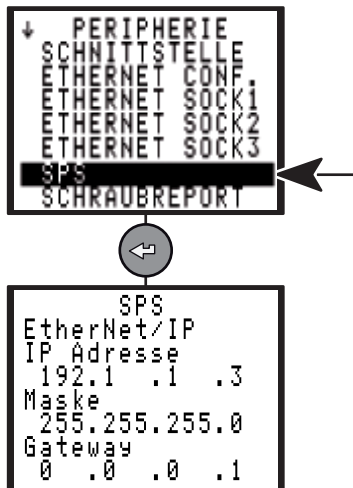 ↓ PERIPHERIE
SCHNITTSTELLE
ETHERNET CONF.
ETHERNET SOCK1
ETHERNET SOCK2
ETHERNET SOCK3
SPS
SCHRAUBREPORT
SPS
EtherNet/IP
IP Adresse
192.1 .1 .3
Maske
255.255.255.0
Gateway
0 .0 .0 .1